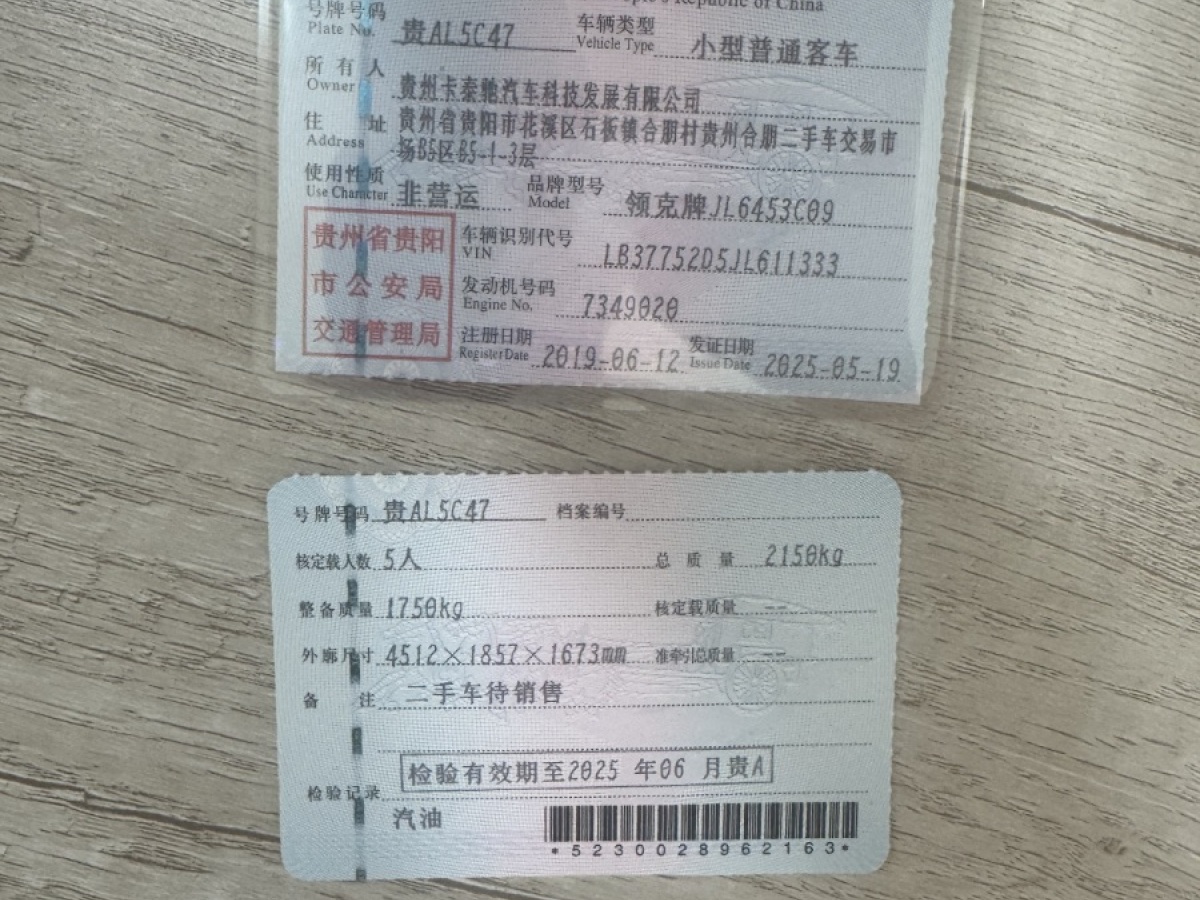 People's Republic of China
号牌号码 贵AL5C47 车辆类型 小型普通客车
Plate No. Vehicle Type
所有人 贵州卡泰驰汽车科技发展有限公司
Owner
住址 贵州省贵阳市花溪区石板镇合朋村贵州合朋二手车交易市
Address 场B5区B5-1-3层
使用性质 非营运 品牌型号 领克牌JL6453C09
Use Character Model
贵州省贵阳
市公安局
交通管理局
车辆识别代号 LB37752D5JL611333
VIN
发动机号码 7349020
Engine No.
注册日期 2019-06-12 发证日期 2025-05-19
Register Date Issue Date
号牌号码 贵AL5C47 档案编号
核定载人数 5人 总质量 2150kg
整备质量 1750kg 核定载质量 --
外廓尺寸 4512×1857×1673mm 准牵引总质量 --
备注 二手车待销售
检验有效期至2025 年06 月贵A
检验记录
汽油
*5230028962163*